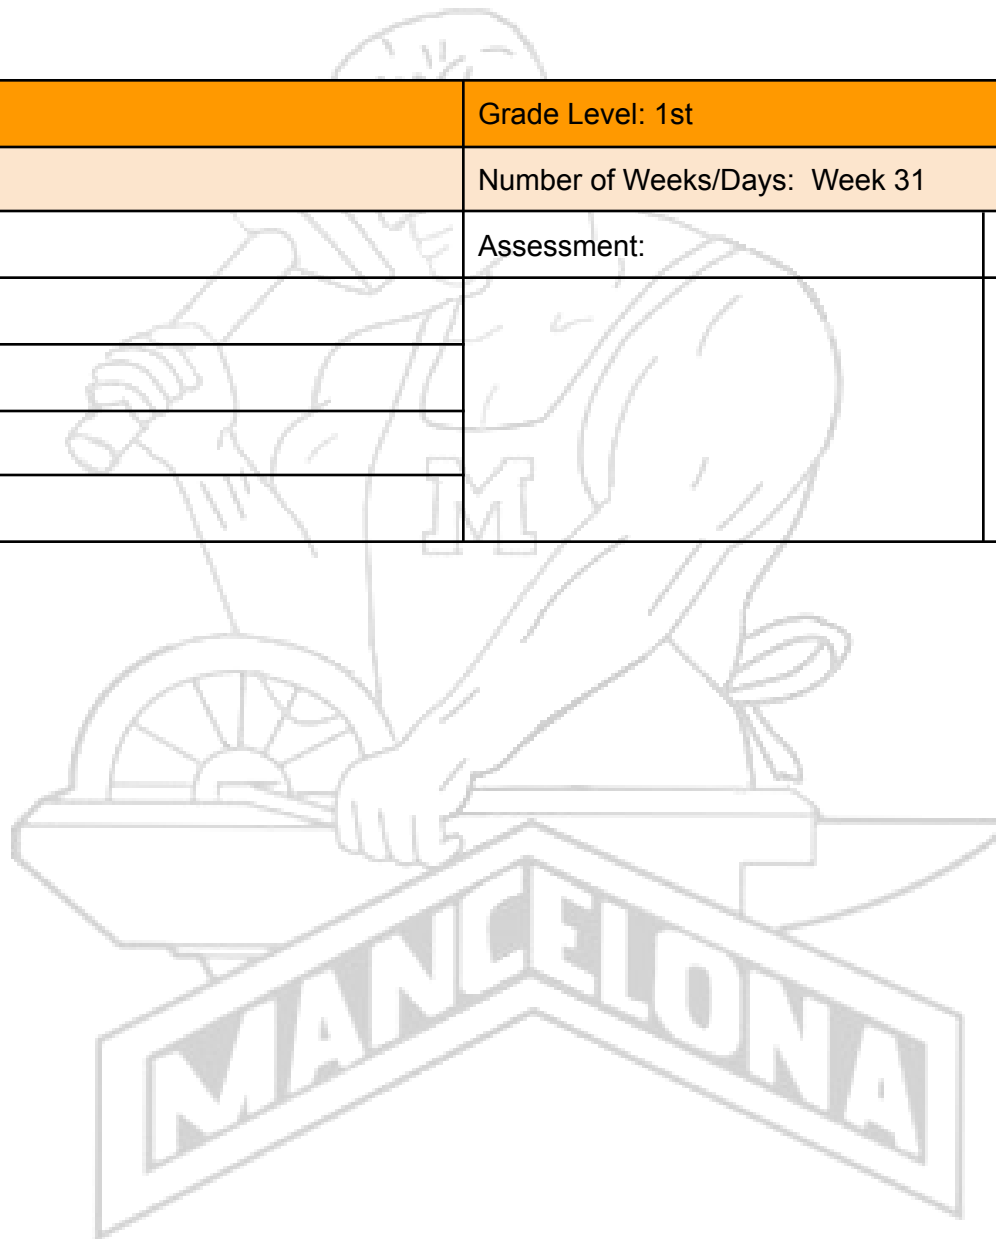 Grade Level: 1st
Number of Weeks/Days: Week 31
Assessment:
M
MANCELONA